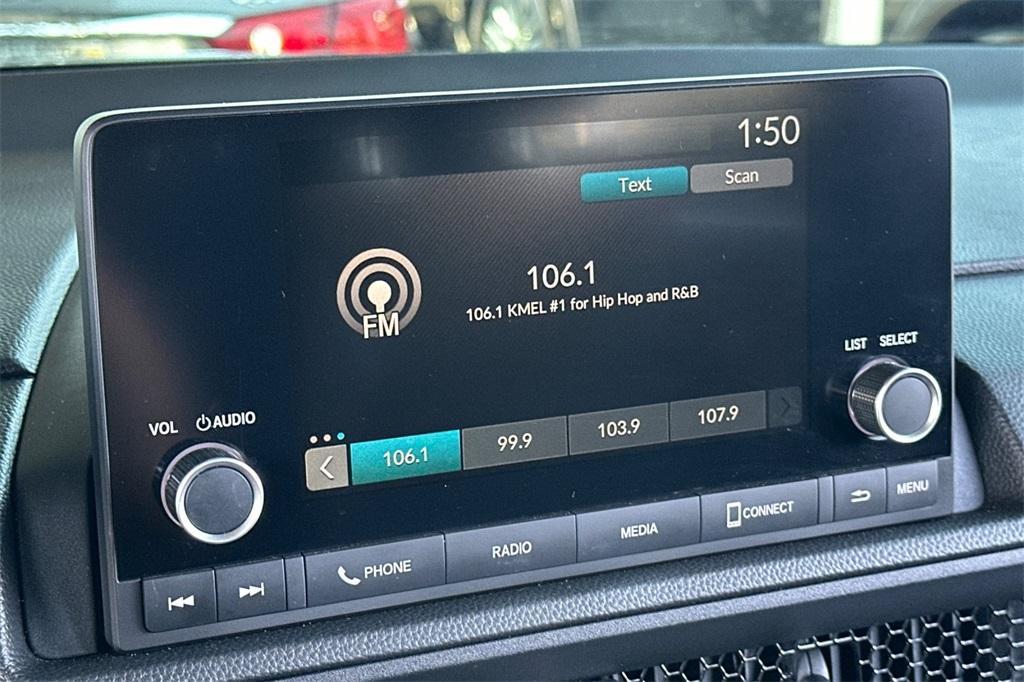 1:50
Text Scan
106.1
106.1 KMEL #1 for Hip Hop and R&B
FM
LIST SELECT
VOL AUDIO
106.1 99.9 103.9 107.9
PHONE RADIO MEDIA CONNECT MENU